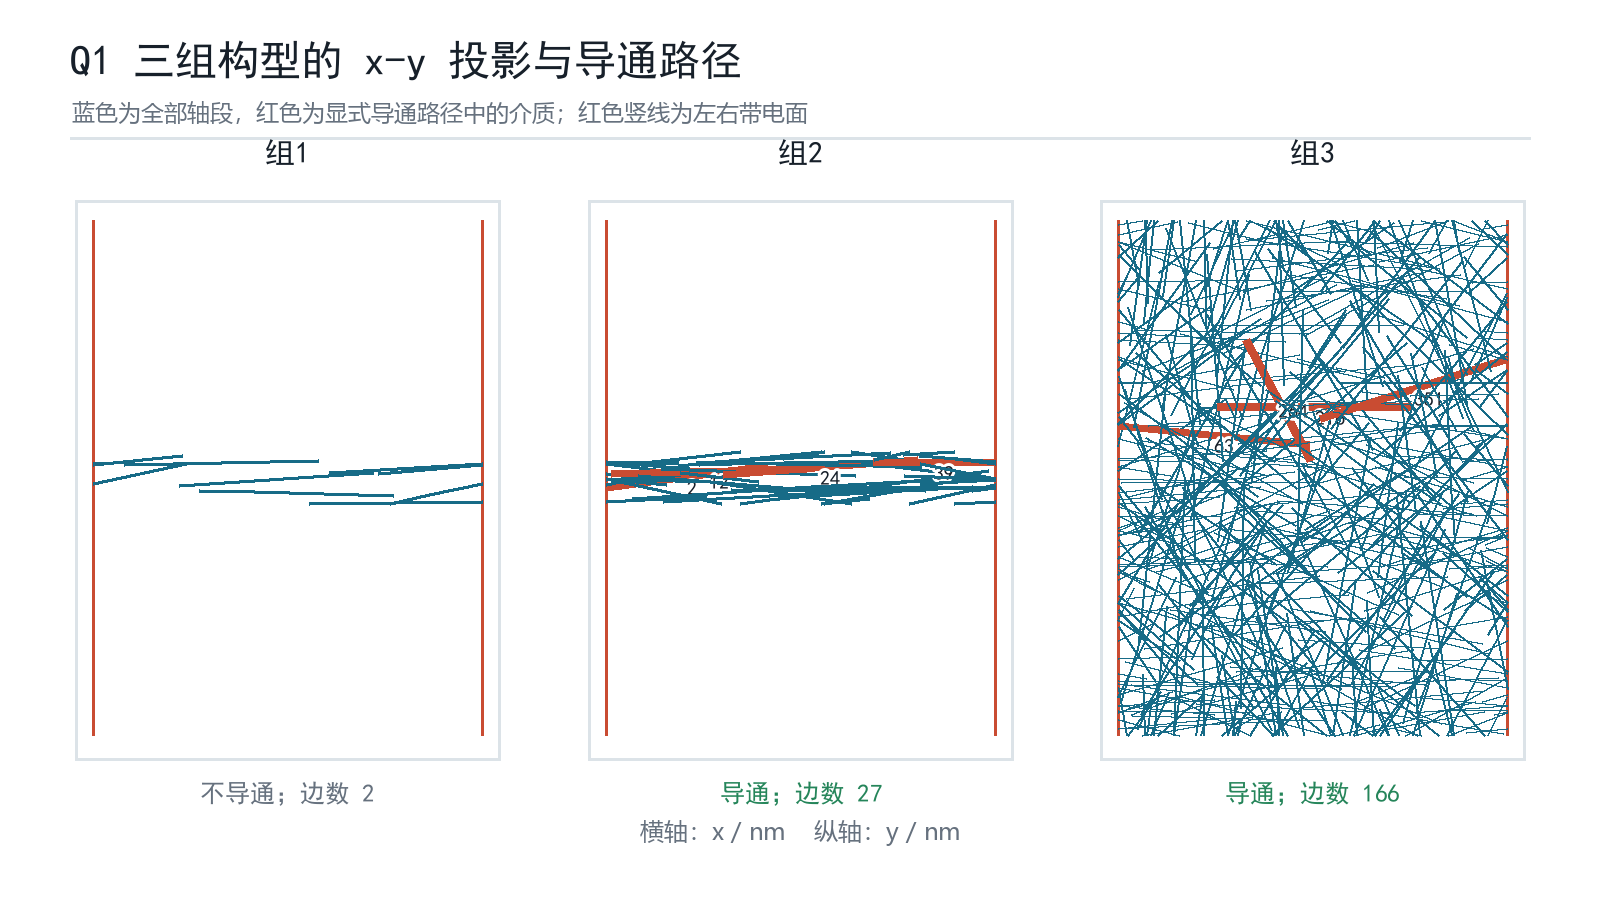 Q1 三组构型的 x-y 投影与导通路径
蓝色为全部轴段，红色为显式导通路径中的介质；红色竖线为左右带电面
组1
组2
组3
2
12
24
39
63
不导通；边数 2
导通；边数 27
导通；边数 166
横轴：x / nm 纵轴：y / nm